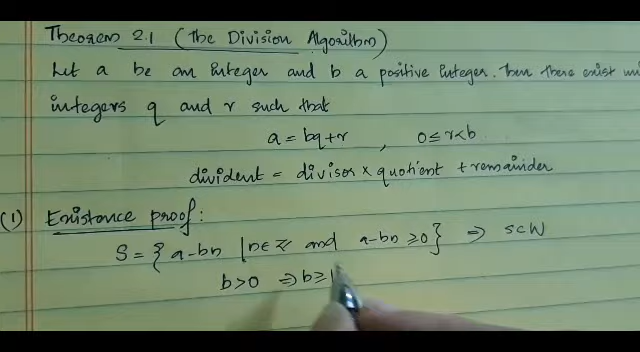 Theorem 2.1 (The Division Algorithm)
Let a be an integer and b a positive integer. Then there exist
integers q and r such that
a = bq+r , 0≤r<b
divident = divisor × quotient + remainder
(1) Existance proof:
S = { a-bn | n∈ℤ and a-bn ≥0} ⇒ S⊂W
b>0 ⇒ b≥1